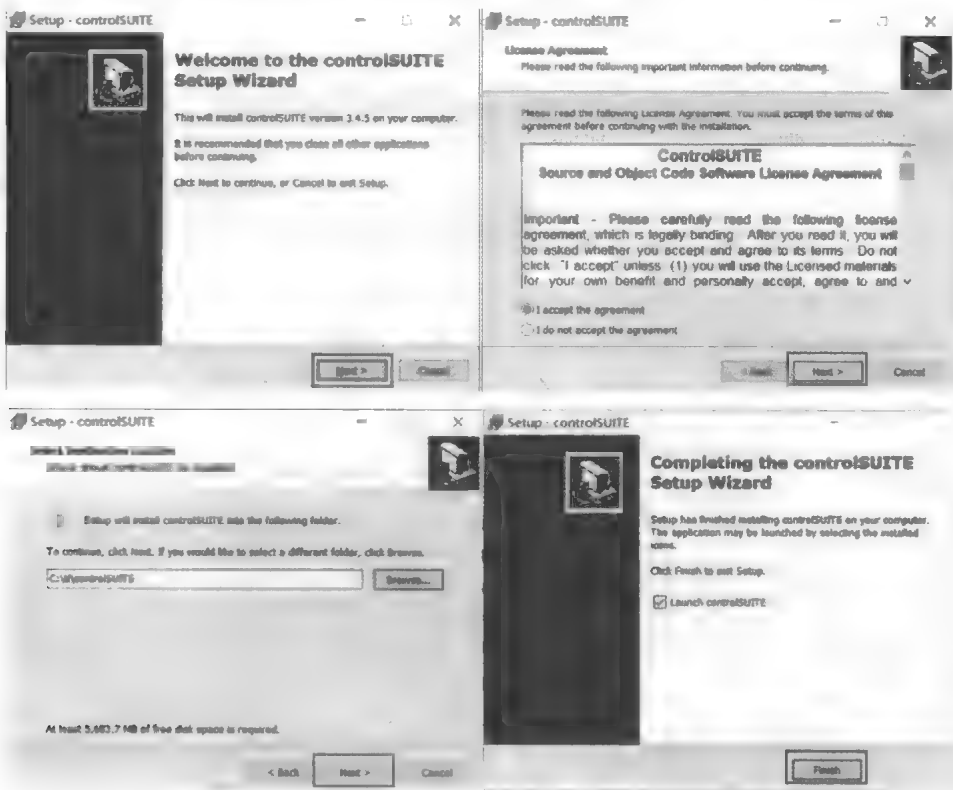 Setup - controlSUITE
Welcome to the controlSUITE
Setup Wizard
This will install controlSUITE version 3.4.5 on your computer.
It is recommended that you close all other applications
before continuing.
Click Next to continue, or Cancel to exit Setup.
Next >
Cancel
Setup - controlSUITE
License Agreement
Please read the following important information before continuing.
Please read the following License Agreement. You must accept the terms of this
agreement before continuing with the installation.
ControlSUITE
Source and Object Code Software License Agreement
Important - Please carefully read the following license
agreement, which is legally binding. After you read it, you will
be asked whether you accept and agree to its terms. Do not
click "I accept" unless: (1) you will use the Licensed materials
for your own benefit and personally accept, agree to and
I accept the agreement
I do not accept the agreement
< Back
Next >
Cancel
Setup - controlSUITE
Setup will install controlSUITE into the following folder.
To continue, click Next. If you would like to select a different folder, click Browse.
Browse...
At least 5,603.7 MB of free disk space is required.
< Back
Next >
Cancel
Setup - controlSUITE
Completing the controlSUITE
Setup Wizard
Setup has finished installing controlSUITE on your computer.
The application may be launched by selecting the installed
icons.
Click Finish to exit Setup.
Launch controlSUITE
Finish